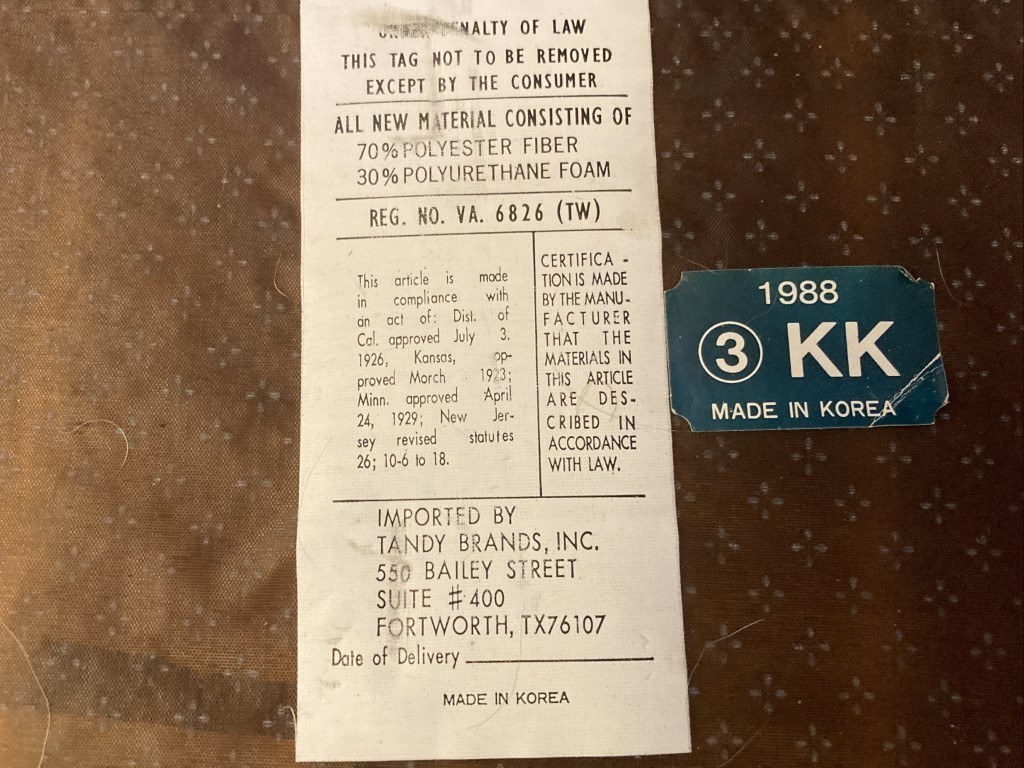 UNDER PENALTY OF LAW
THIS TAG NOT TO BE REMOVED
EXCEPT BY THE CONSUMER
ALL NEW MATERIAL CONSISTING OF
70% POLYESTER FIBER
30% POLYURETHANE FOAM
REG. NO. VA. 6826 (TW)
This article is made
in compliance with
an act of: Dist. of
Cal. approved July 3.
1926, Kansas, ap-
proved March 1923;
Minn. approved April
24, 1929; New Jer-
sey revised statutes
26; 10-6 to 18.
CERTIFICA -
TION IS MADE
BY THE MANU-
FACTURER
THAT THE
MATERIALS IN
THIS ARTICLE
ARE DES-
CRIBED IN
ACCORDANCE
WITH LAW.
IMPORTED BY
TANDY BRANDS, INC.
550 BAILEY STREET
SUITE # 400
FORTWORTH, TX76107
Date of Delivery
MADE IN KOREA
1988
③ KK
MADE IN KOREA